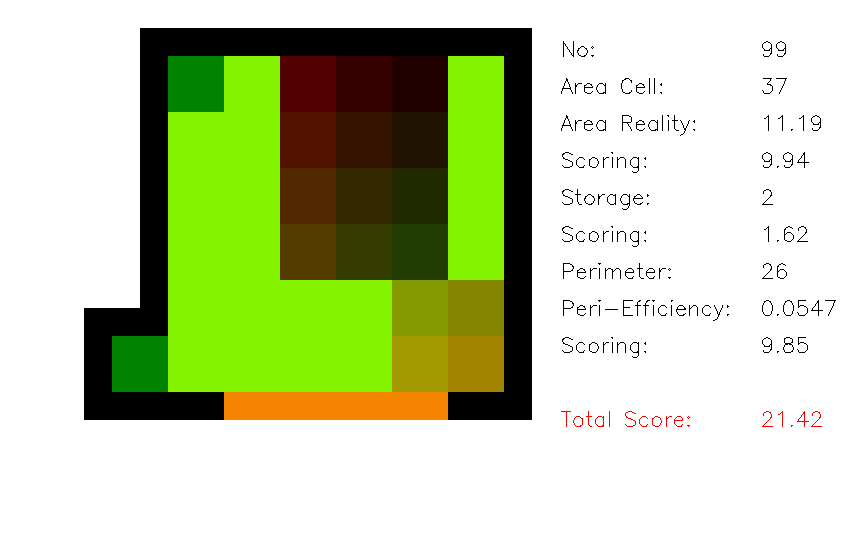 No: 99
Area Cell: 37
Area Reality: 11.19
Scoring: 9.94
Storage: 2
Scoring: 1.62
Perimeter: 26
Peri-Efficiency: 0.0547
Scoring: 9.85
Total Score: 21.42